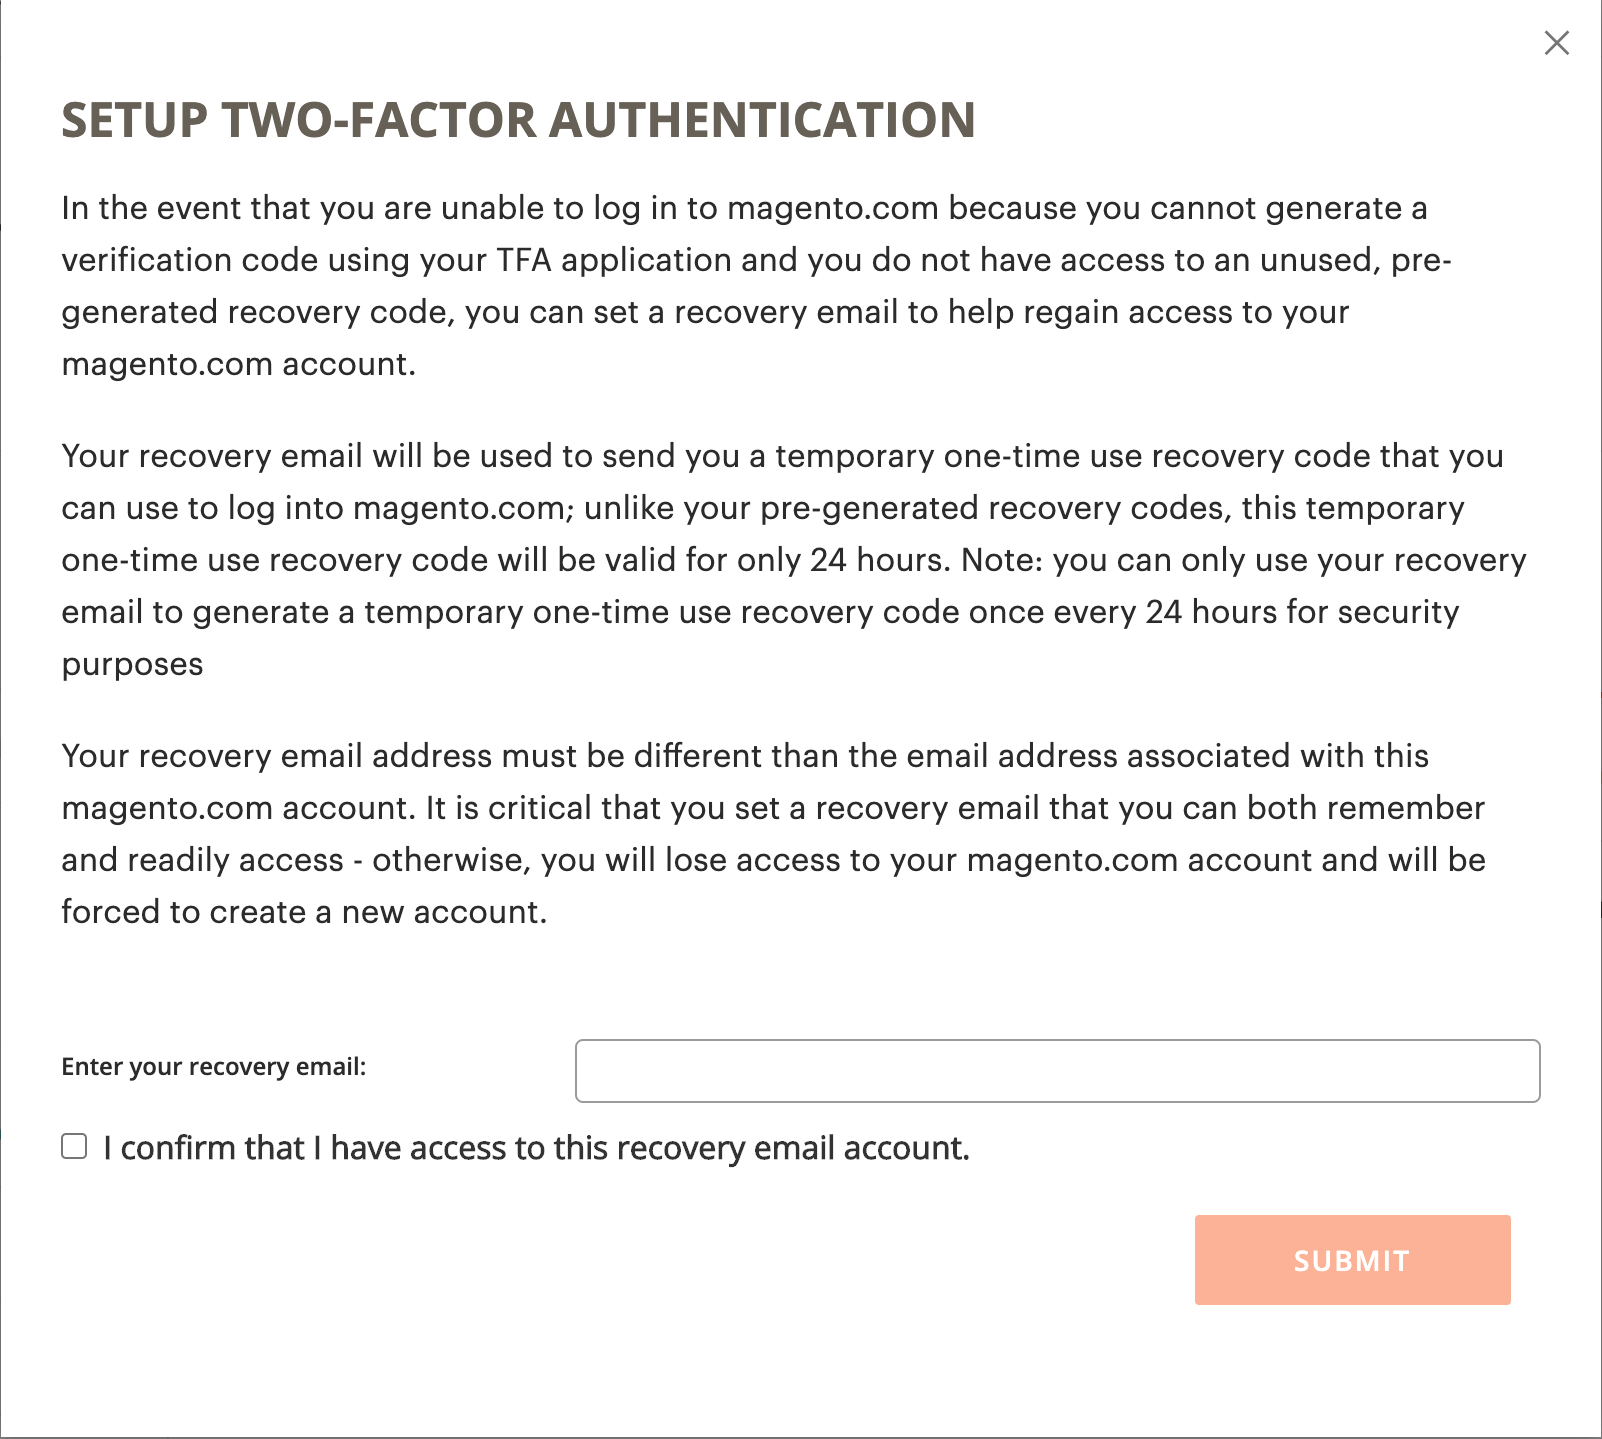 SETUP TWO-FACTOR AUTHENTICATION
In the event that you are unable to log in to magento.com because you cannot generate a
verification code using your TFA application and you do not have access to an unused, pre-
generated recovery code, you can set a recovery email to help regain access to your
magento.com account.
Your recovery email will be used to send you a temporary one-time use recovery code that you
can use to log into magento.com; unlike your pre-generated recovery codes, this temporary
one-time use recovery code will be valid for only 24 hours. Note: you can only use your recovery
email to generate a temporary one-time use recovery code once every 24 hours for security
purposes
Your recovery email address must be different than the email address associated with this
magento.com account. It is critical that you set a recovery email that you can both remember
and readily access - otherwise, you will lose access to your magento.com account and will be
forced to create a new account.
Enter your recovery email:
I confirm that I have access to this recovery email account.
SUBMIT